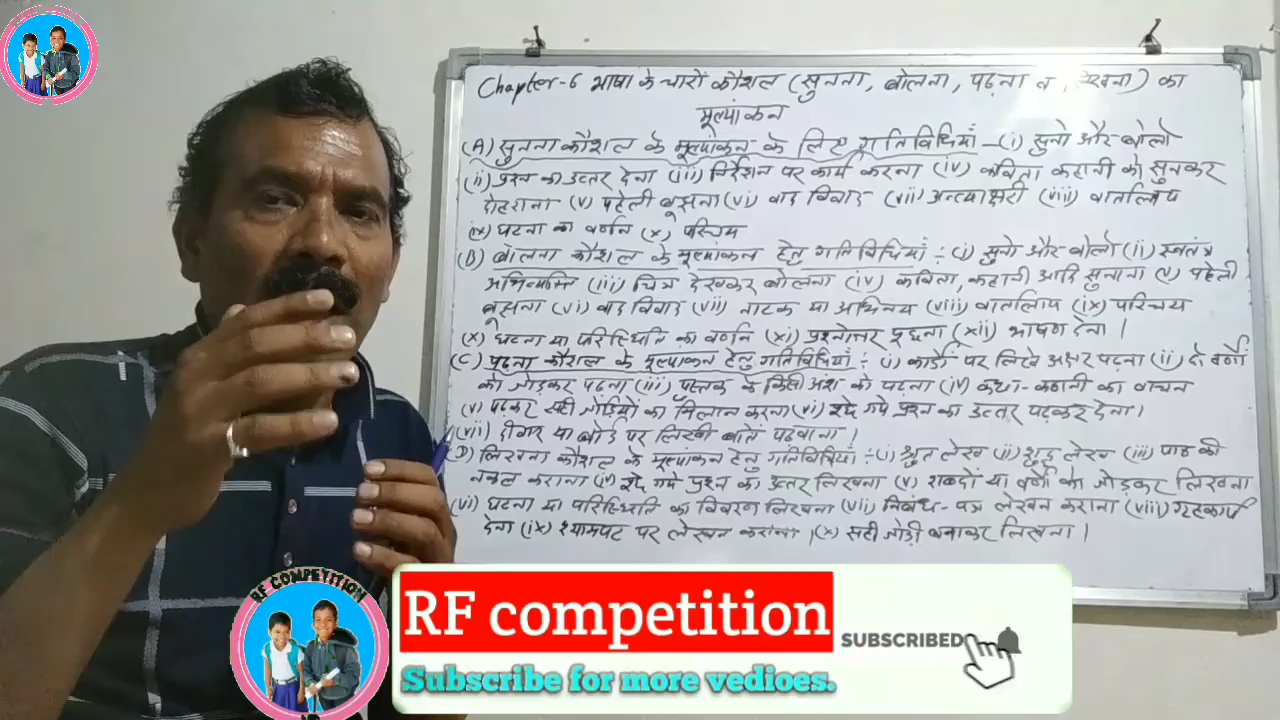 Chapter-6 भाषा के चारों कौशल (सुनना, बोलना, पढ़ना व लेखना) का
मूल्यांकन
(A) सुनना कौशल के मूल्यांकन के लिए गतिविधियाँ - (i) सुनो और बोलो
(ii) प्रश्न का उत्तर देना (iii) निर्देशन पर कार्य करना (iv) कविता कहानी को सुनकर
दोहराना (v) पहेली बूझना (vi) वाद विवाद (vii) अन्त्याक्षरी (viii) वार्तालाप
(ix) घटना का वर्णन (x) परिचय
(B) बोलना कौशल के मूल्यांकन हेतु गतिविधियाँ :- (i) सुनो और बोलो (ii) स्वतंत्र
अभिव्यक्ति (iii) चित्र देखकर बोलना (iv) कविता, कहानी आदि सुनाना (v) पहेली
बूझना (vi) वाद विवाद (vii) नाटक या अभिनय (viii) वार्तालाप (ix) परिचय
(x) घटना या परिस्थिति का वर्णन (xi) प्रश्नोत्तर पूछना (xii) भाषण देना।
(C) पढ़ना कौशल के मूल्यांकन हेतु गतिविधियाँ :- (i) कार्डों पर लिखे अक्षर पढ़ना (ii) दो वर्णों
को जोड़कर पढ़ना (iii) पुस्तक के किसी अंश को पढ़ना (iv) कथा-कहानी का वाचन
(v) पढ़कर सही जोड़ियों का मिलान करना (vi) गये प्रश्न का उत्तर पढ़कर देना।
(vii) दीवार या बोर्ड पर लिखी बातें पढ़वाना।
(D) लिखना कौशल के मूल्यांकन हेतु गतिविधियां :- (i) श्रुत लेख (ii) शुद्ध लेख (iii) पाठ की
नकल कराना (iv) गये प्रश्न का उत्तर लिखना (v) शब्दों या वर्णों को जोड़कर लिखना
(vi) घटना या परिस्थिति का विवरण लिखना (vii) निबंध-पत्र लेखन कराना (viii) गृहकार्य
देना (ix) श्यामपट पर लेखन कराना। (x) सही जोड़ी बनाकर लिखना।
RF COMPETITION
RF competition
SUBSCRIBED
Subscribe for more vedioes.